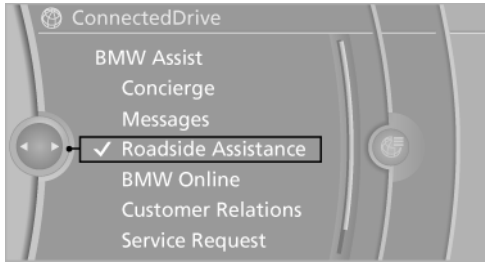 ConnectedDrive
BMW Assist
Concierge
Messages
Roadside Assistance
BMW Online
Customer Relations
Service Request